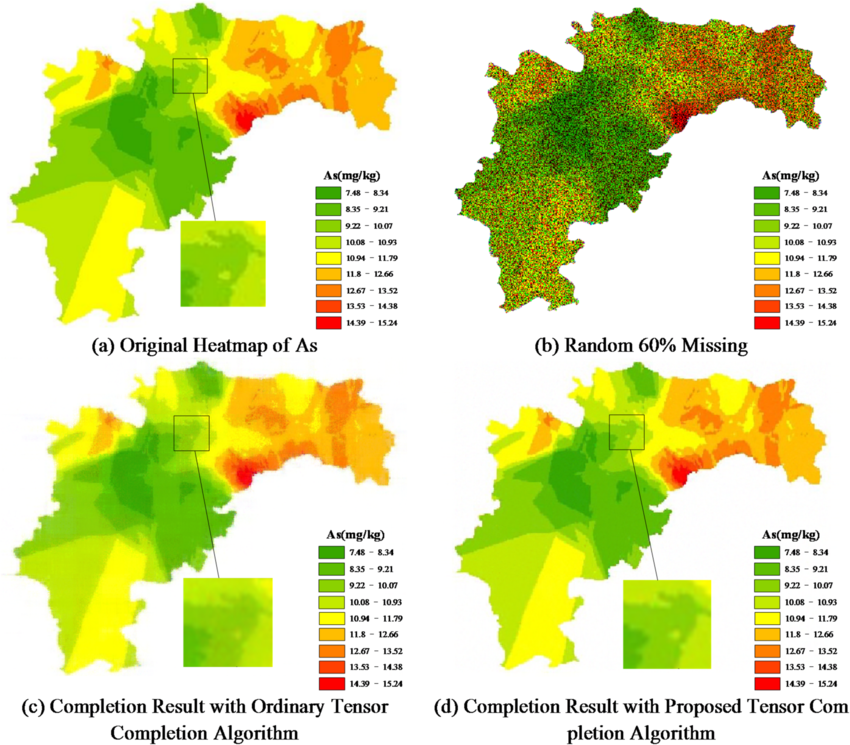 As(mg/kg)
7.48 - 8.34
8.35 - 9.21
9.22 - 10.07
10.08 - 10.93
10.94 - 11.79
11.8 - 12.66
12.67 - 13.52
13.53 - 14.38
14.39 - 15.24
(a) Original Heatmap of As
As(mg/kg)
7.48 - 8.34
8.35 - 9.21
9.22 - 10.07
10.08 - 10.93
10.94 - 11.79
11.8 - 12.66
12.67 - 13.52
13.53 - 14.38
14.39 - 15.24
(b) Random 60% Missing
As(mg/kg)
7.48 - 8.34
8.35 - 9.21
9.22 - 10.07
10.08 - 10.93
10.94 - 11.79
11.8 - 12.66
12.67 - 13.52
13.53 - 14.38
14.39 - 15.24
(c) Completion Result with Ordinary Tensor
Completion Algorithm
As(mg/kg)
7.48 - 8.34
8.35 - 9.21
9.22 - 10.07
10.08 - 10.93
10.94 - 11.79
11.8 - 12.66
12.67 - 13.52
13.53 - 14.38
14.39 - 15.24
(d) Completion Result with Proposed Tensor Com
pletion Algorithm